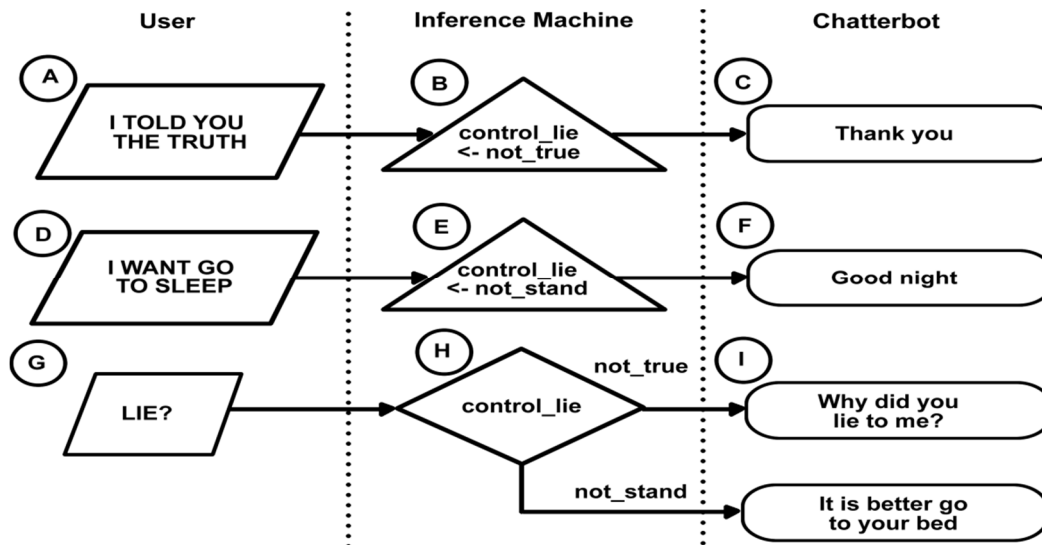 User
Inference Machine
Chatterbot
A
B
C
I TOLD YOU
THE TRUTH
control_lie
<- not_true
Thank you
D
E
F
I WANT GO
TO SLEEP
control_lie
<- not_stand
Good night
G
H
I
not_true
LIE?
control_lie
Why did you
lie to me?
not_stand
It is better go
to your bed